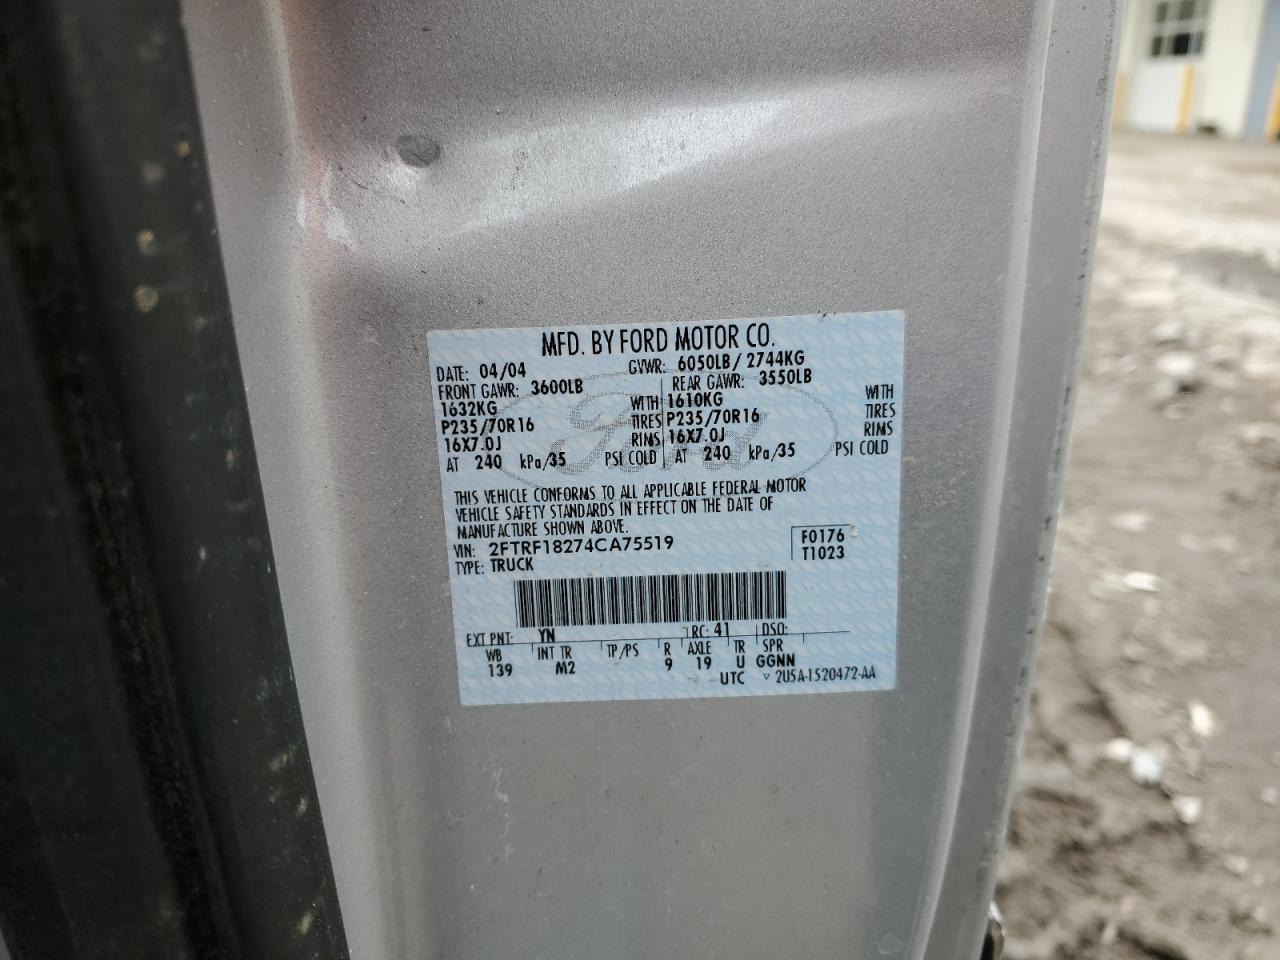 MFD. BY FORD MOTOR CO.
DATE: 04/04 GVWR: 6050LB/ 2744KG
FRONT GAWR: 3600LB REAR GAWR: 3550LB
1632KG WITH 1610KG WITH
P235/70R16 TIRES P235/70R16 TIRES
16X7.0J RIMS 16X7.0J RIMS
AT 240 kPa/35 PSI COLD AT 240 kPa/35 PSI COLD
Ford
THIS VEHICLE CONFORMS TO ALL APPLICABLE FEDERAL MOTOR
VEHICLE SAFETY STANDARDS IN EFFECT ON THE DATE OF
MANUFACTURE SHOWN ABOVE.
VIN: 2FTRF18274CA75519 F0176
TYPE: TRUCK T1023
EXT PNT: YN RC: 41 DSO:
WB INT TR TP/PS R AXLE TR SPR
139 M2 9 19 U GGNN
UTC ▽ 2U5A-1520472-AA